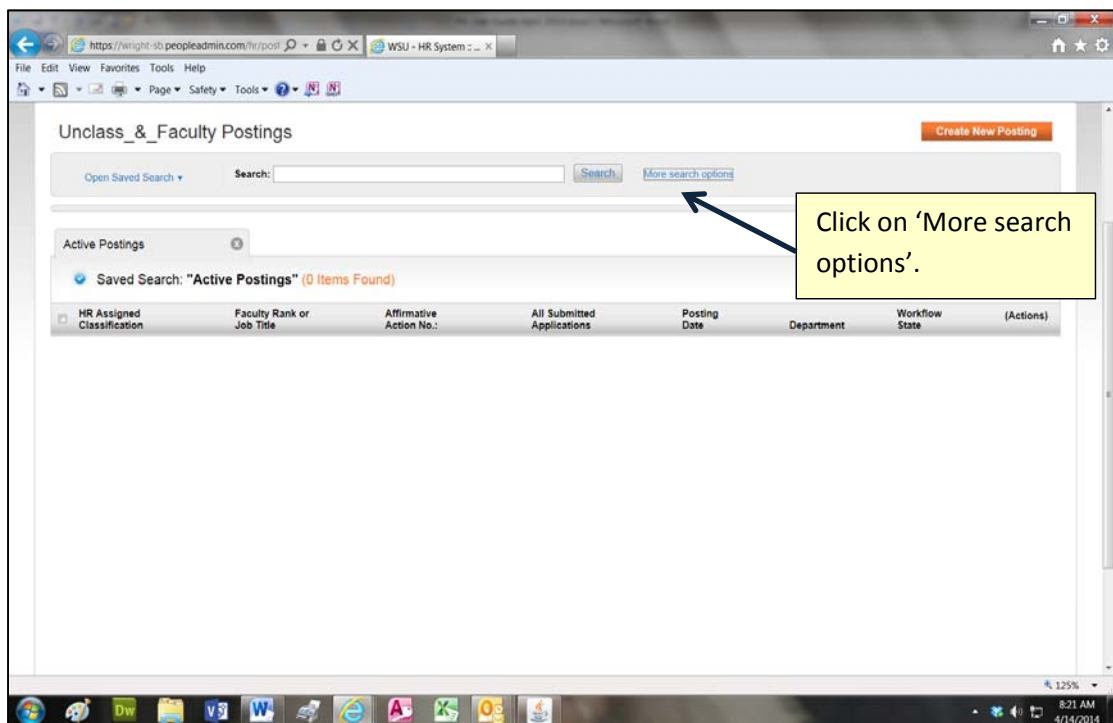 https://wright-sb.peopleadmin.com/hr/post
WSU - HR System :: ...
File Edit View Favorites Tools Help
Page Safety Tools
Unclass_&_Faculty Postings
Create New Posting
Open Saved Search
Search:
Search
More search options
Click on ‘More search
options’.
Active Postings
Saved Search: "Active Postings" (0 Items Found)
HR Assigned Classification
Faculty Rank or Job Title
Affirmative Action No.:
All Submitted Applications
Posting Date
Department
Workflow State
(Actions)
125%
Dw
8:21 AM
4/14/2014